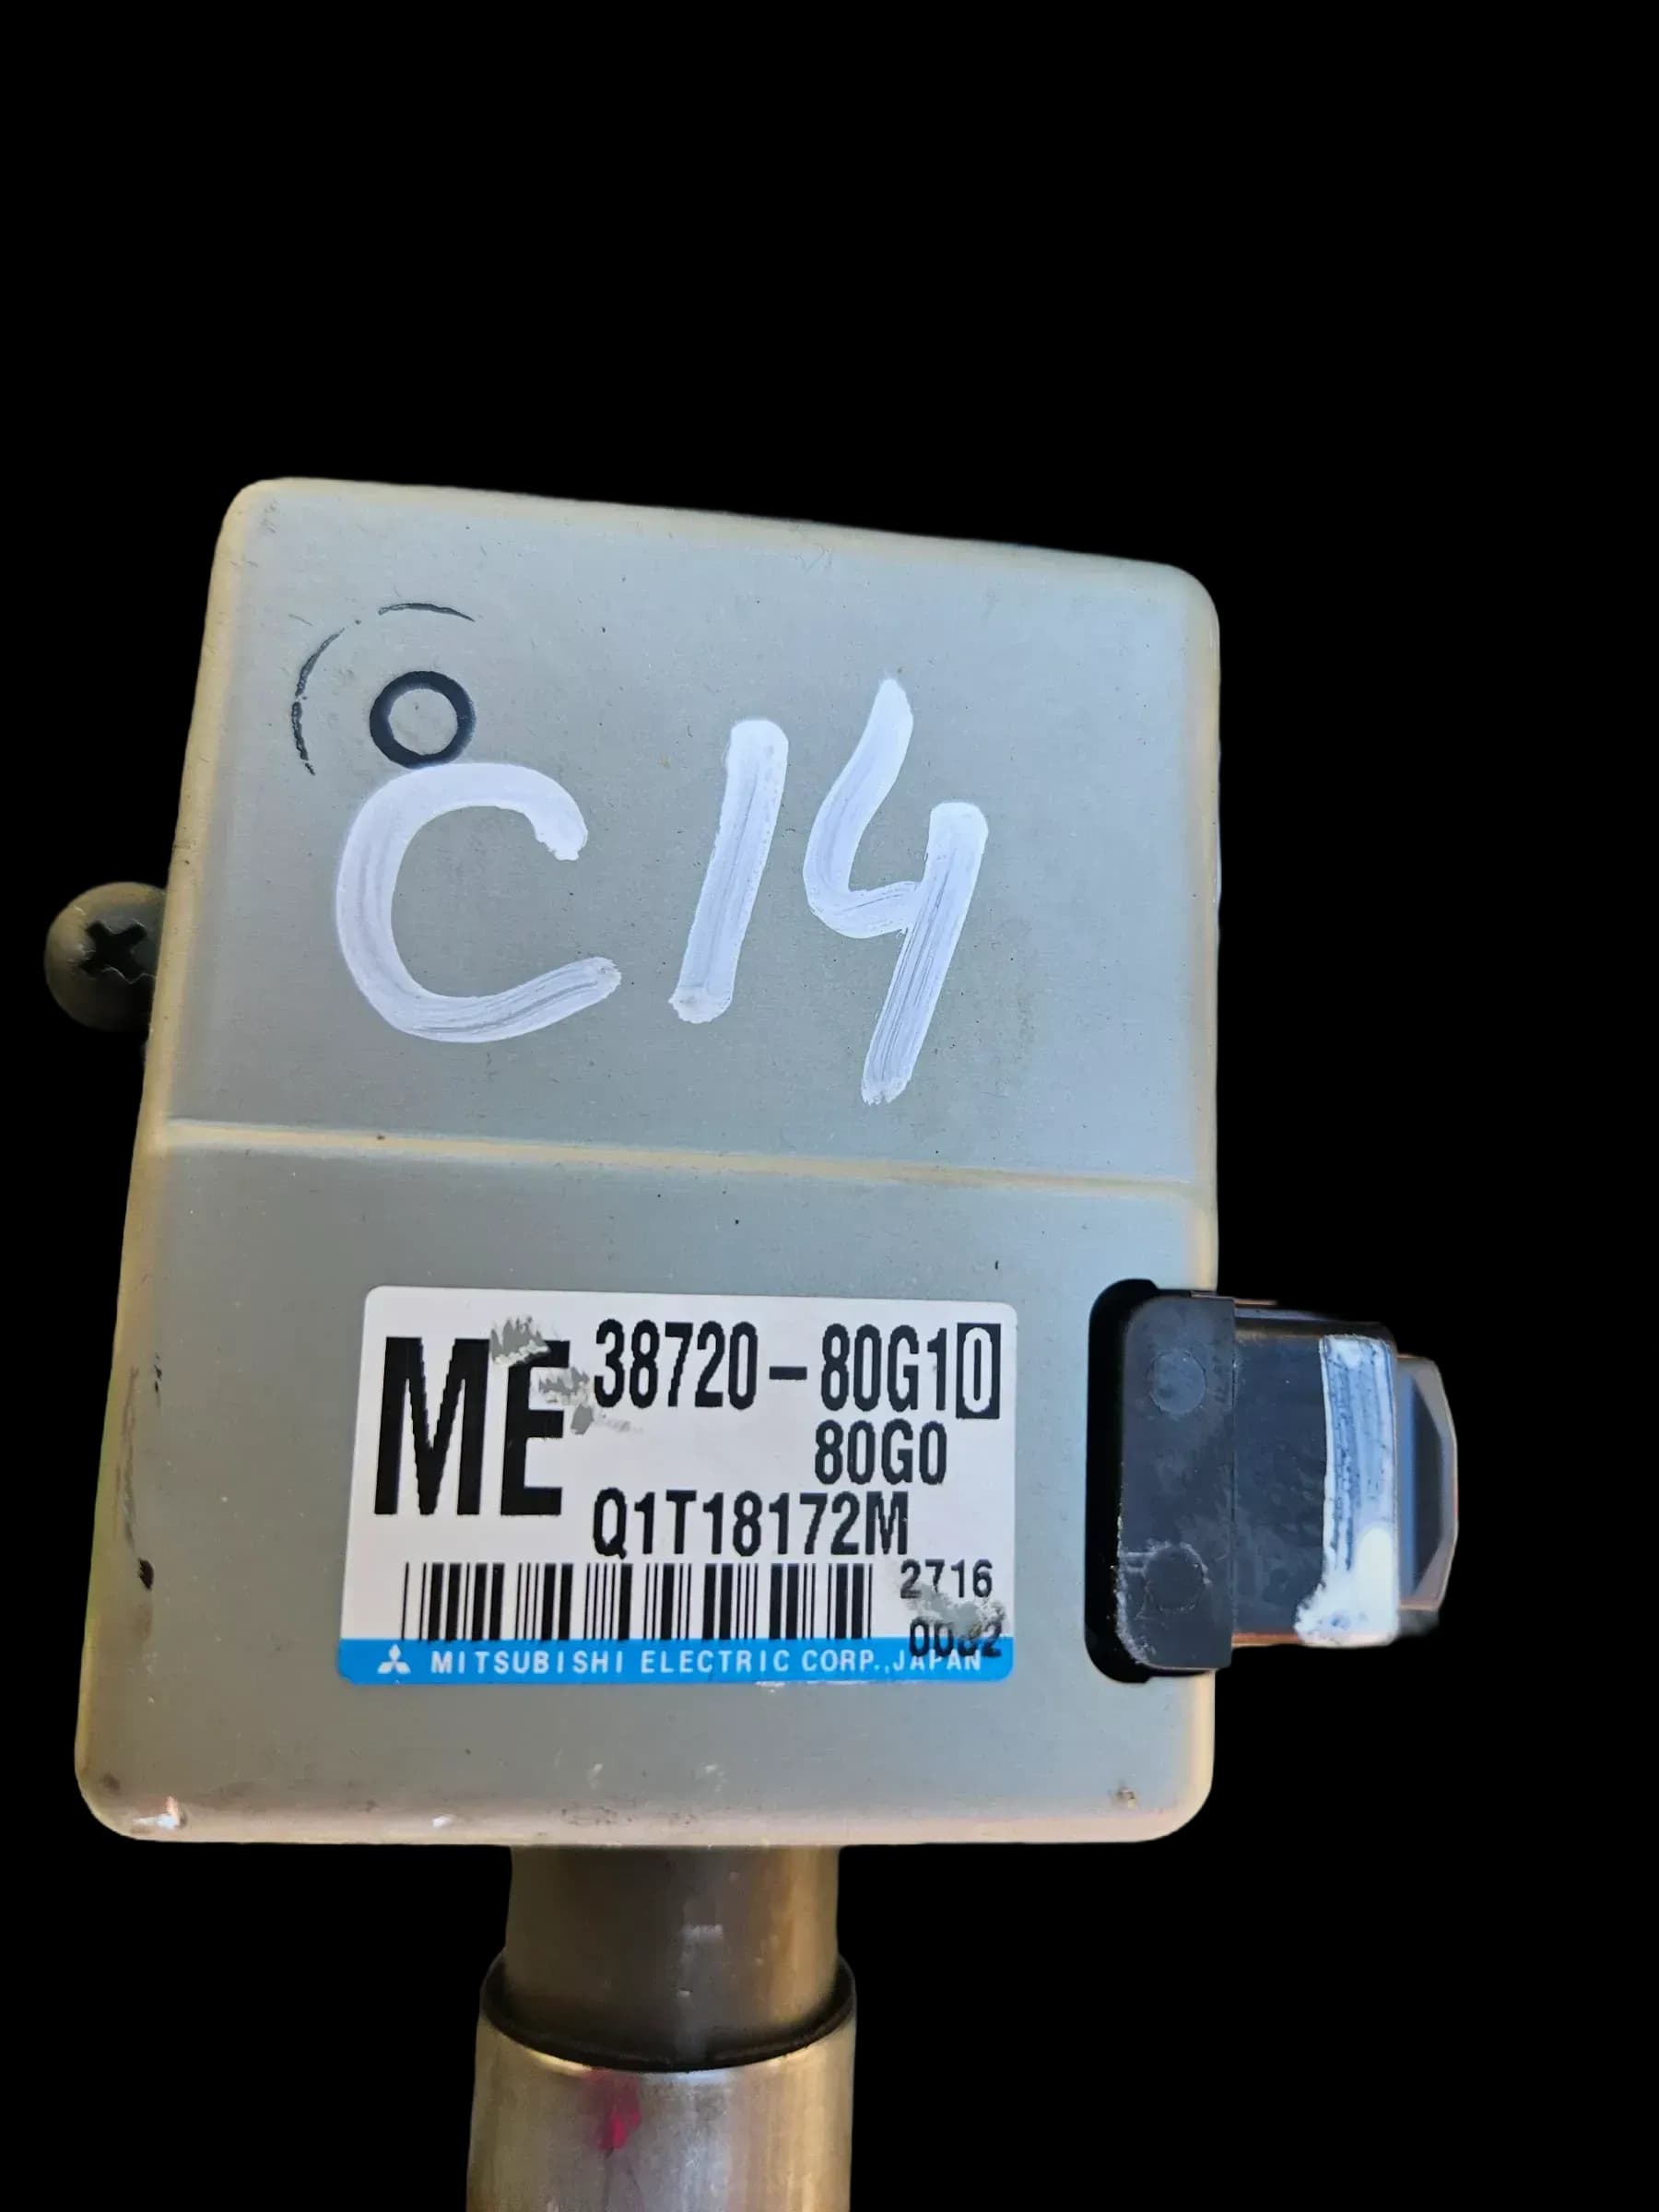 C14
ME 38720-80G10
80G0
Q1T18172M
2716
MITSUBISHI ELECTRIC CORP., JAPAN